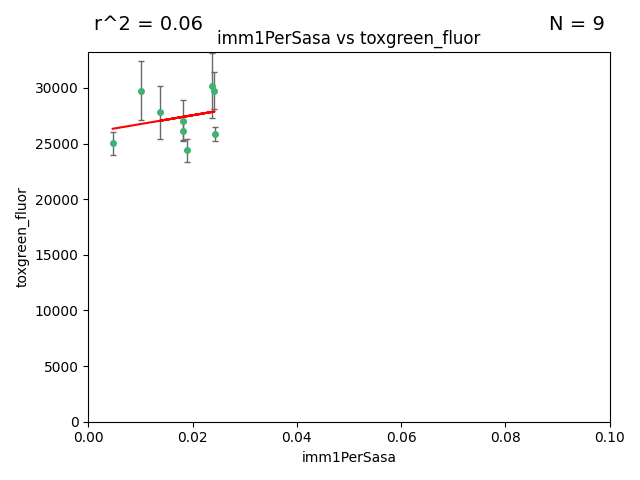 r^2 = 0.06
N = 9
imm1PerSasa vs toxgreen_fluor
toxgreen_fluor
30000
25000
20000
15000
10000
5000
0
0.00
0.02
0.04
0.06
0.08
0.10
imm1PerSasa